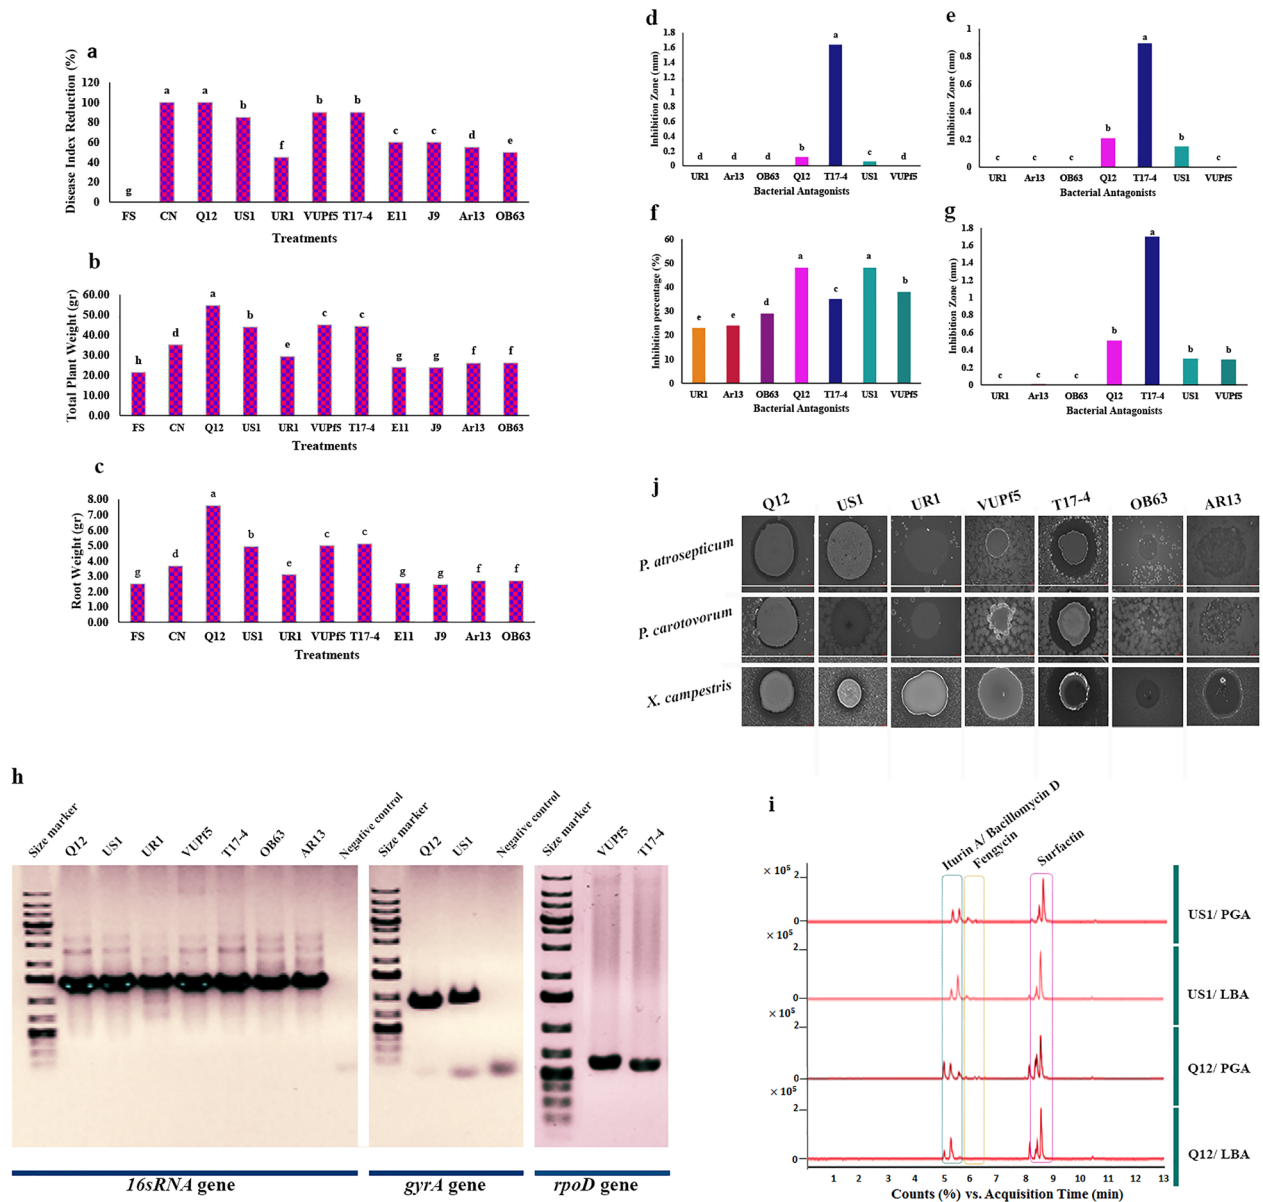 a
Disease Index Reduction (%)
120
100
80
60
40
20
0
g a a b f b b c c d e
FS CN Q12 US1 UR1 VUPf5 T17-4 E11 J9 Ar13 OB63
Treatments
b
Total Plant Weight (gr)
60.00
50.00
40.00
30.00
20.00
10.00
0.00
h d a b e c c g g f f
FS CN Q12 US1 UR1 VUPf5 T17-4 E11 J9 Ar13 OB63
Treatments
c
Root Weight (gr)
8.00
7.00
6.00
5.00
4.00
3.00
2.00
1.00
0.00
g d a b e c c g g f f
FS CN Q12 US1 UR1 VUPf5 T17-4 E11 J9 Ar13 OB63
Treatments
d
Inhibition Zone (mm)
1.8
1.6
1.4
1.2
1
0.8
0.6
0.4
0.2
0
d d d b a c d
UR1 Ar13 OB63 Q12 T17-4 US1 VUPf5
Bacterial Antagonists
e
Inhibition Zone (mm)
1
0.8
0.6
0.4
0.2
0
c c c b a b c
UR1 Ar13 OB63 Q12 T17-4 US1 VUPf5
Bacterial Antagonists
f
Inhibition percentage (%)
60
50
40
30
20
10
0
e e d a c a b
UR1 Ar13 OB63 Q12 T17-4 US1 VUPf5
Bacterial Antagonists
g
Inhibition Zone (mm)
1.8
1.6
1.4
1.2
1
0.8
0.6
0.4
0.2
0
c c c b a b b
UR1 Ar13 OB63 Q12 T17-4 US1 VUPf5
Bacterial Antagonists
j
Q12 US1 UR1 VUPf5 T17-4 OB63 AR13
P. atrosepticum
P. carotovorum
X. campestris
h
Size marker Q12 US1 UR1 VUPf5 T17-4 OB63 AR13 Negative control
Size marker Q12 US1 Negative control
Size marker VUPf5 T17-4
16sRNA gene
gyrA gene
rpoD gene
i
Iturin A/ Bacillomycin D
Fengycin
Surfactin
× 10⁵
2
0
US1/ PGA
× 10⁵
2
0
US1/ LBA
× 10⁵
2
0
Q12/ PGA
× 10⁵
2
0
Q12/ LBA
1 2 3 4 5 6 7 8 9 10 11 12 13
Counts (%) vs. Acquisition Time (min)